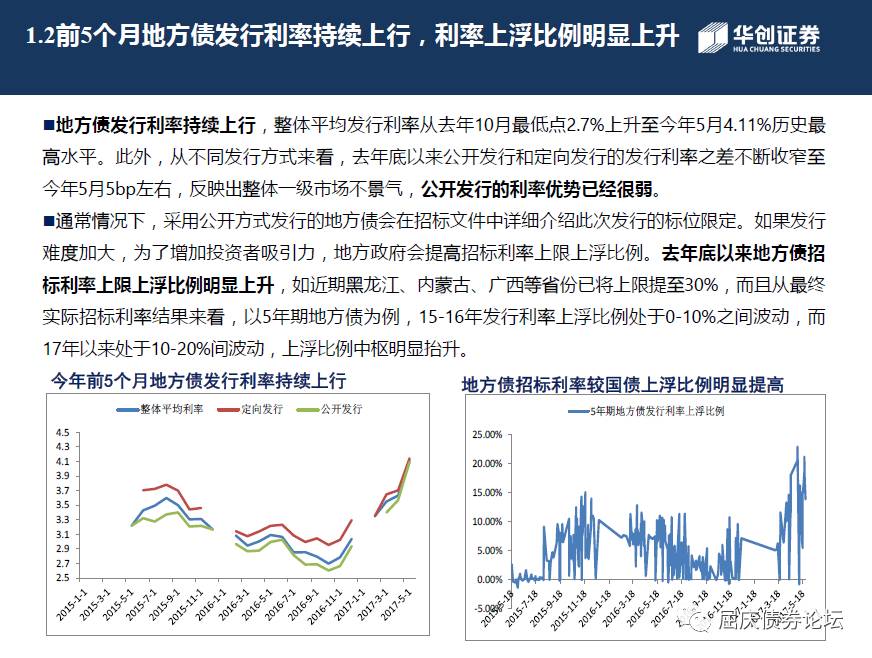 1.2前5个月地方债发行利率持续上行，利率上浮比例明显上升
华创证券
HUA CHUANG SECURITIES
■地方债发行利率持续上行，整体平均发行利率从去年10月最低点2.7%上升至今年5月4.11%历史最
高水平。此外，从不同发行方式来看，去年底以来公开发行和定向发行的发行利率之差不断收窄至
今年5月5bp左右，反映出整体一级市场不景气，公开发行的利率优势已经很弱。
■通常情况下，采用公开方式发行的地方债会在招标文件中详细介绍此次发行的标位限定。如果发行
难度加大，为了增加投资者吸引力，地方政府会提高招标利率上限上浮比例。去年底以来地方债招
标利率上限上浮比例明显上升，如近期黑龙江、内蒙古、广西等省份已将上限提至30%，而且从最终
实际招标利率结果来看，以5年期地方债为例，15-16年发行利率上浮比例处于0-10%之间波动，而
17年以来处于10-20%间波动，上浮比例中枢明显抬升。
今年前5个月地方债发行利率持续上行
整体平均利率 定向发行 公开发行
4.5
4.3
4.1
3.9
3.7
3.5
3.3
3.1
2.9
2.7
2.5
2015-1-1
2015-3-1
2015-5-1
2015-7-1
2015-9-1
2015-11-1
2016-1-1
2016-3-1
2016-5-1
2016-7-1
2016-9-1
2016-11-1
2017-1-1
2017-3-1
2017-5-1
地方债招标利率较国债上浮比例明显提高
5年期地方债发行利率上浮比例
25.00%
20.00%
15.00%
10.00%
5.00%
0.00%
-5.00%
2015-5-18
2015-7-18
2015-9-18
2015-11-18
2016-1-18
2016-3-18
2016-5-18
2016-7-18
2016-9-18
2016-11-18
2017-1-18
2017-3-18
2017-5-18
屈庆债券论坛